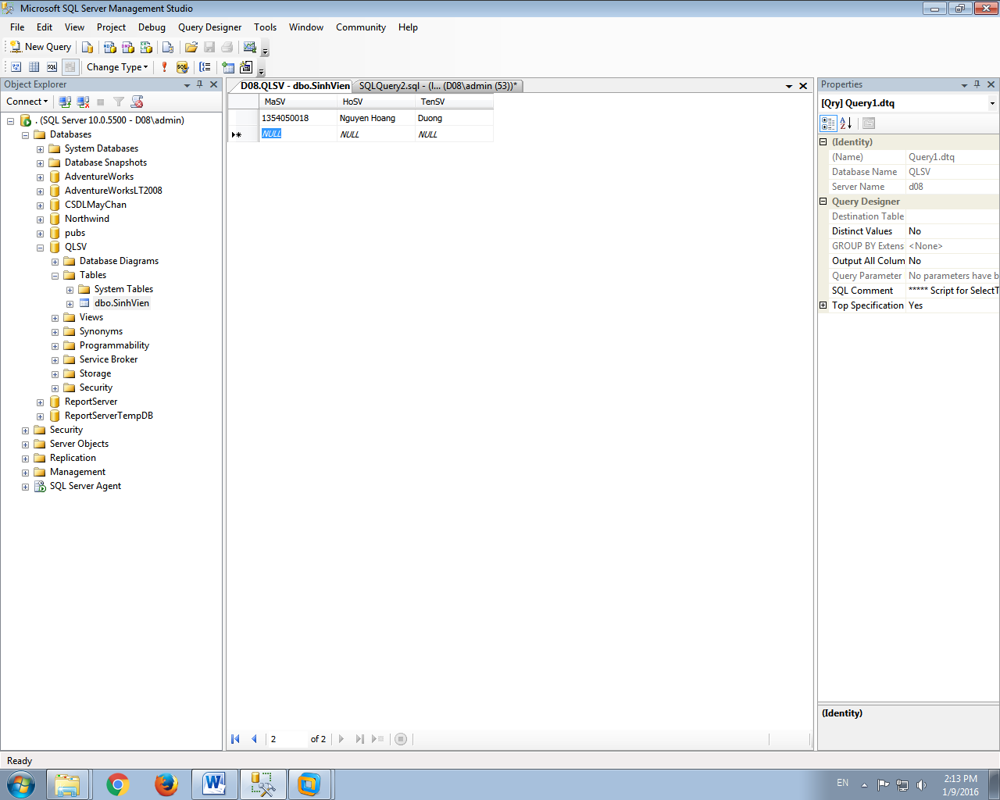 Microsoft SQL Server Management Studio
File Edit View Project Debug Query Designer Tools Window Community Help
New Query
Change Type
Object Explorer
Connect
. (SQL Server 10.0.5500 - D08\admin)
Databases
System Databases
Database Snapshots
AdventureWorks
AdventureWorksLT2008
CSDLMayChan
Northwind
pubs
QLSV
Database Diagrams
Tables
System Tables
dbo.SinhVien
Views
Synonyms
Programmability
Service Broker
Storage
Security
ReportServer
ReportServerTempDB
Security
Server Objects
Replication
Management
SQL Server Agent
D08.QLSV - dbo.SinhVien SQLQuery2.sql - (l... (D08\admin (53))*
MaSV HoSV TenSV
1354050018 Nguyen Hoang Duong
NULL NULL NULL
2 of 2
Properties
[Qry] Query1.dtq
(Identity)
(Name) Query1.dtq
Database Name QLSV
Server Name d08
Query Designer
Destination Table
Distinct Values No
GROUP BY Extens <None>
Output All Colum No
Query Parameter No parameters have b
SQL Comment ***** Script for SelectT
Top Specification Yes
(Identity)
Ready
EN
2:13 PM
1/9/2016